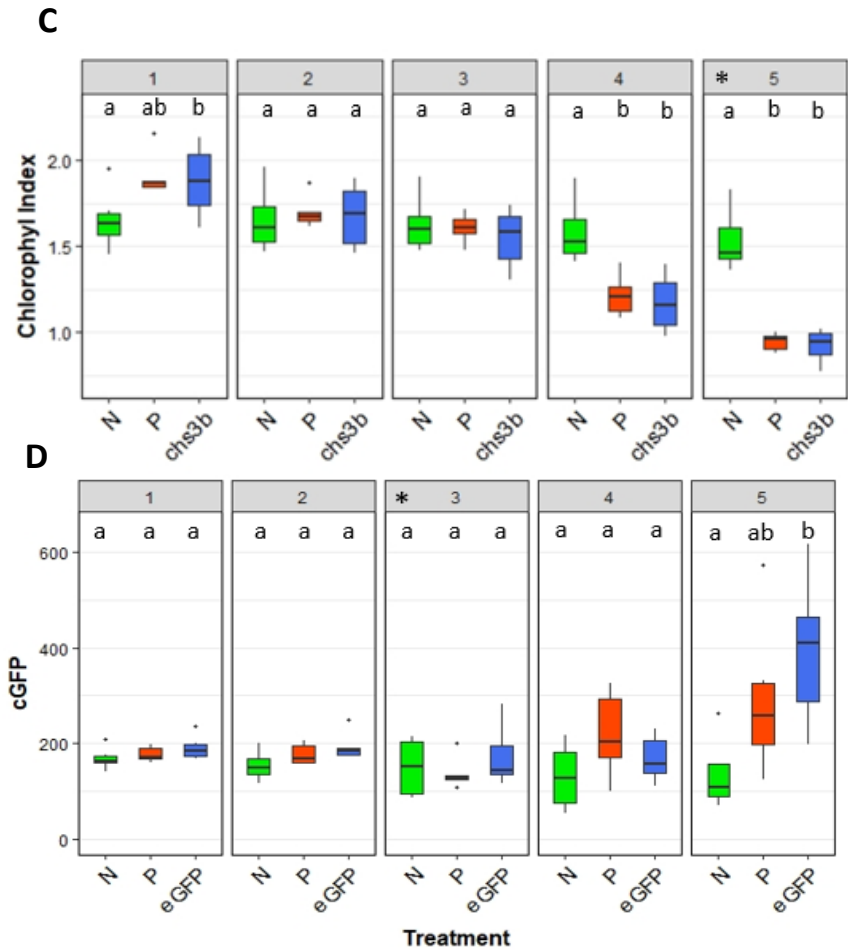 C
1 2 3 4 * 5
a ab b a a a a a a a b b a b b
Chlorophyl Index
2.0
1.5
1.0
N P chs3b N P chs3b N P chs3b N P chs3b N P chs3b
D
1 2 * 3 4 5
a a a a a a a a a a a a a ab b
cGFP
600
400
200
0
N P eGFP N P eGFP N P eGFP N P eGFP N P eGFP
Treatment